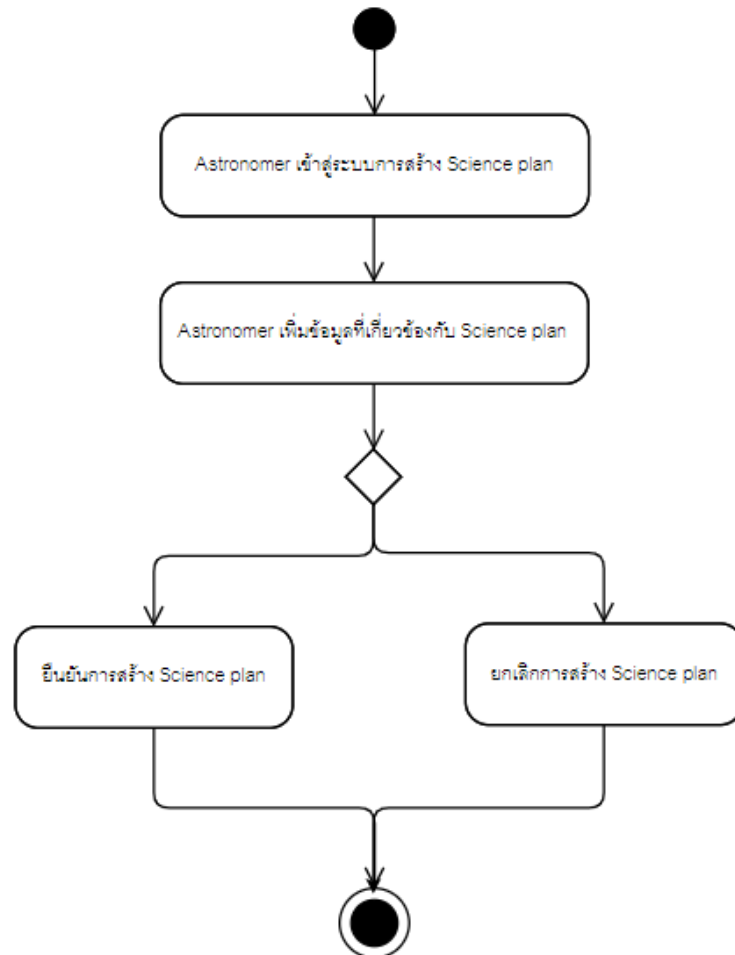 Astronomer เข้าสู่ระบบการสร้าง Science plan
Astronomer เพิ่มข้อมูลที่เกี่ยวข้องกับ Science plan
ยืนยันการสร้าง Science plan
ยกเลิกการสร้าง Science plan